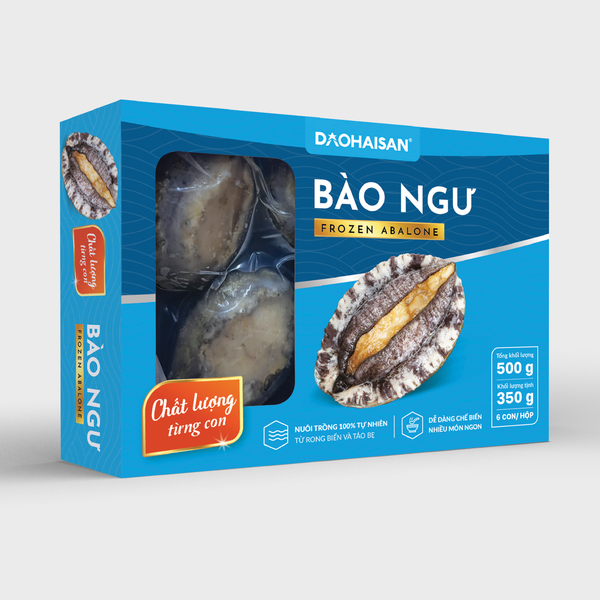 DAOHAISAN®
BÀO NGƯ
FROZEN ABALONE
Chất lượng
từng con
NUÔI TRỒNG 100% TỰ NHIÊN
TỪ RONG BIỂN VÀ TẢO BẸ
DỄ DÀNG CHẾ BIẾN
NHIỀU MÓN NGON
Tổng khối lượng
500 g
Khối lượng tịnh
350 g
6 CON/ HỘP
Chất lượng
từng con
BÀO NGƯ
FROZEN ABALONE